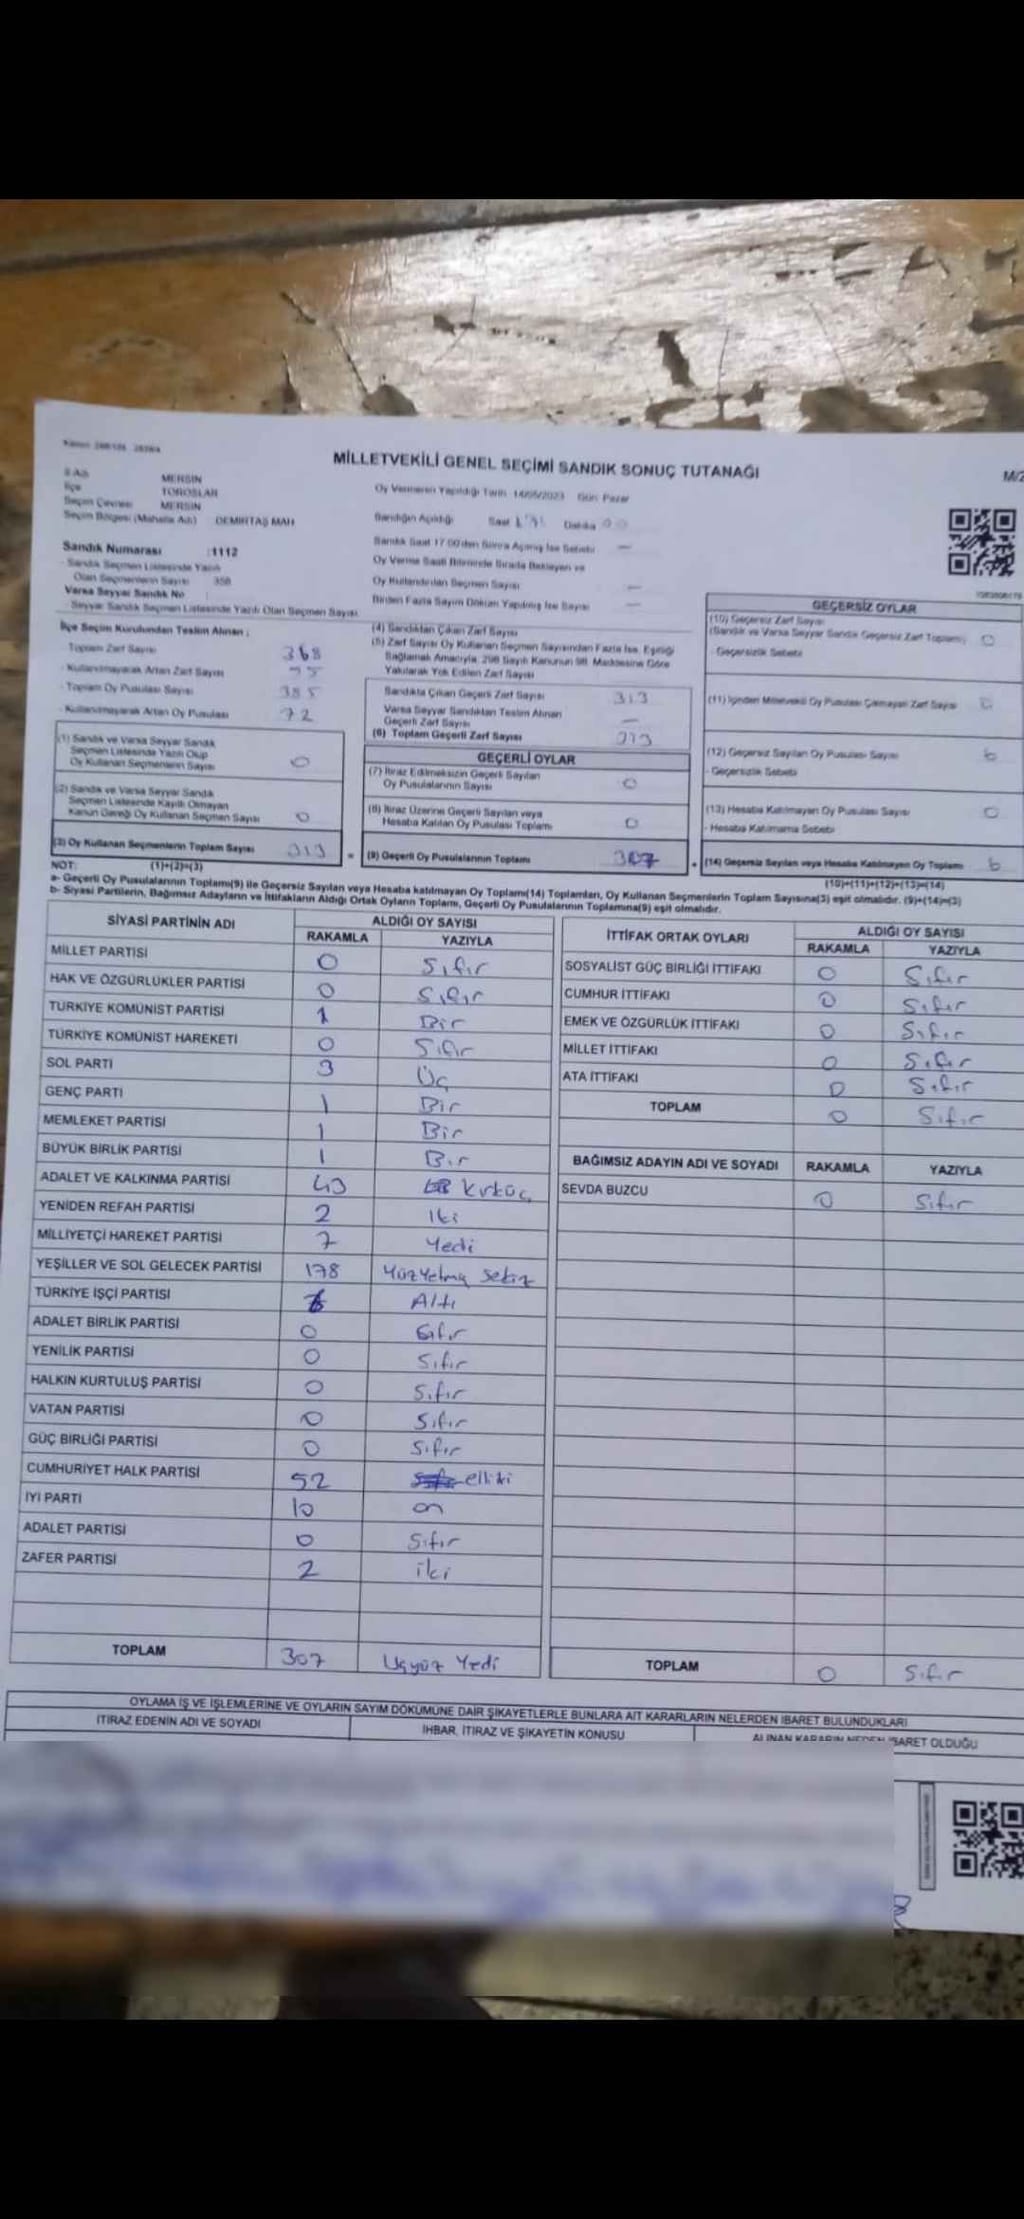 MİLLETVEKİLİ GENEL SEÇİMİ SANDIK SONUÇ TUTANAĞI
M/2
İl Adı MERSİN
İlçe TOROSLAR
Seçim Çevresi MERSİN
Seçim Bölgesi (Mahalle Adı) DEMİRTAŞ MAH
Oy Vermenin Yapıldığı Tarih 14/05/2023 Gün Pazar
Sandığın Açıldığı Saat Dakika 00
Sandık Saat 17:00'den Sonra Açılmış İse Sebebi —
Oy Verme Saati Bitiminde Sırada Bekleyen ve
Oy Kullandırılan Seçmen Sayısı —
Birden Fazla Sayım Döküm Yapılmış İse Sayısı —
Sandık Numarası :1112
Sandık Seçmen Listesinde Yazılı
Olan Seçmenlerin Sayısı 358
Varsa Seyyar Sandık No
Seyyar Sandık Seçmen Listesinde Yazılı Olan Seçmen Sayısı
İlçe Seçim Kurulundan Teslim Alınan :
Toplam Zarf Sayısı 368
Kullanılmayarak Artan Zarf Sayısı 55
Toplam Oy Pusulası Sayısı 385
Kullanılmayarak Artan Oy Pusulası 72
(1) Sandık ve Varsa Seyyar Sandık
Seçmen Listesinde Yazılı Olup
Oy Kullanan Seçmenlerin Sayısı 0
(2) Sandık ve Varsa Seyyar Sandık
Seçmen Listesinde Kayıtlı Olmayan
Kanun Gereği Oy Kullanan Seçmen Sayısı 0
(3) Oy Kullanan Seçmenlerin Toplam Sayısı 313
(4) Sandıktan Çıkan Zarf Sayısı
(5) Zarf Sayısı Oy Kullanan Seçmen Sayısından Fazla İse, Eşitliği
Sağlamak Amacıyla, 298 Sayılı Kanunun 98. Maddesine Göre
Yakılarak Yok Edilen Zarf Sayısı
Sandıkta Çıkan Geçerli Zarf Sayısı 313
Varsa Seyyar Sandıktan Teslim Alınan
Geçerli Zarf Sayısı —
(6) Toplam Geçerli Zarf Sayısı 313
GEÇERLİ OYLAR
(7) İtiraz Edilmeksizin Geçerli Sayılan
Oy Pusulalarının Sayısı 0
(8) İtiraz Üzerine Geçerli Sayılan veya
Hesaba Katılan Oy Pusulası Toplamı 0
= (9) Geçerli Oy Pusulalarının Toplamı 307
GEÇERSİZ OYLAR
(10) Geçersiz Zarf Sayısı
(Sandık ve Varsa Seyyar Sandık Geçersiz Zarf Toplamı) 0
- Geçersizlik Sebebi
(11) İçinden Milletvekili Oy Pusulası Çıkmayan Zarf Sayısı
(12) Geçersiz Sayılan Oy Pusulası Sayısı 6
- Geçersizlik Sebebi
(13) Hesaba Katılmayan Oy Pusulası Sayısı 0
- Hesaba Katılmama Sebebi
+ (14) Geçersiz Sayılan veya Hesaba Katılmayan Oy Toplamı 6
NOT: (1)+(2)=(3)
(10)+(11)+(12)+(13)=(14)
a- Geçerli Oy Pusulalarının Toplamı(9) ile Geçersiz Sayılan veya Hesaba katılmayan Oy Toplamı(14) Toplamları, Oy Kullanan Seçmenlerin Toplam Sayısına(3) eşit olmalıdır. (9)+(14)=(3)
b- Siyasi Partilerin, Bağımsız Adayların ve İttifakların Aldığı Ortak Oyların Toplamı, Geçerli Oy Pusulalarının Toplamına(9) eşit olmalıdır.
SİYASİ PARTİNİN ADI ALDIĞI OY SAYISI
RAKAMLA YAZIYLA
MİLLET PARTİSİ 0 Sıfır
HAK VE ÖZGÜRLÜKLER PARTİSİ 0 Sıfır
TÜRKİYE KOMÜNİST PARTİSİ 1 Bir
TÜRKİYE KOMÜNİST HAREKETİ 0 Sıfır
SOL PARTİ 3 Üç
GENÇ PARTİ 1 Bir
MEMLEKET PARTİSİ 1 Bir
BÜYÜK BİRLİK PARTİSİ 1 Bir
ADALET VE KALKINMA PARTİSİ 43 kırküç
YENİDEN REFAH PARTİSİ 2 İki
MİLLİYETÇİ HAREKET PARTİSİ 7 Yedi
YEŞİLLER VE SOL GELECEK PARTİSİ 178 Yüzyetmiş sekiz
TÜRKİYE İŞÇİ PARTİSİ 6 Altı
ADALET BİRLİK PARTİSİ 0 Sıfır
YENİLİK PARTİSİ 0 Sıfır
HALKIN KURTULUŞ PARTİSİ 0 Sıfır
VATAN PARTİSİ 0 Sıfır
GÜÇ BİRLİĞİ PARTİSİ 0 Sıfır
CUMHURİYET HALK PARTİSİ 52 elliki
İYİ PARTİ 10 on
ADALET PARTİSİ 0 Sıfır
ZAFER PARTİSİ 2 iki
TOPLAM 307 Üçyüz Yedi
İTTİFAK ORTAK OYLARI ALDIĞI OY SAYISI
RAKAMLA YAZIYLA
SOSYALİST GÜÇ BİRLİĞİ İTTİFAKI 0 Sıfır
CUMHUR İTTİFAKI 0 Sıfır
EMEK VE ÖZGÜRLÜK İTTİFAKI 0 Sıfır
MİLLET İTTİFAKI 0 Sıfır
ATA İTTİFAKI 0 Sıfır
TOPLAM 0 Sıfır
BAĞIMSIZ ADAYIN ADI VE SOYADI RAKAMLA YAZIYLA
SEVDA BUZCU 0 Sıfır
TOPLAM 0 Sıfır
OYLAMA İŞ VE İŞLEMLERİNE VE OYLARIN SAYIM DÖKÜMÜNE DAİR ŞİKAYETLERLE BUNLARA AİT KARARLARIN NELERDEN İBARET BULUNDUKLARI
İTİRAZ EDENİN ADI VE SOYADI İHBAR, İTİRAZ VE ŞİKAYETİN KONUSU ALINAN KARARIN NEDEN İBARET OLDUĞU